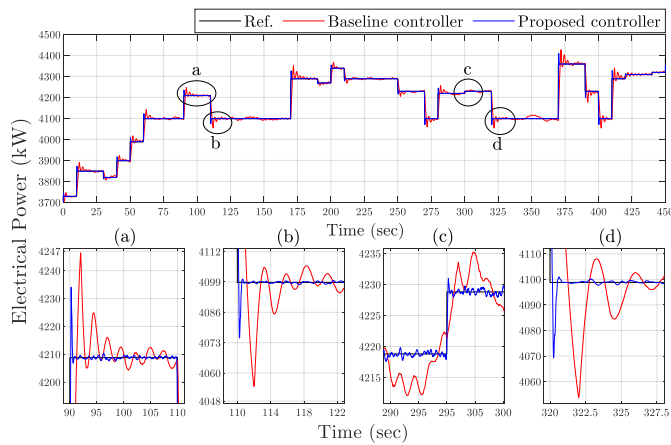 Ref. Baseline controller Proposed controller
4500
4400
4300
4200
4100
4000
3900
3800
3700
a
b
c
d
0 25 50 75 100 125 150 175 200 225 250 275 300 325 350 375 400 425 450
Time (sec)
Electrical Power (kW)
(a) (b) (c) (d)
4247
4230
4220
4210
4200
90 95 100 105 110
4112
4099
4086
4073
4060
4048
110 114 118 122
4235
4230
4225
4220
4215
290 295 295 300
4110
4100
4090
4080
4070
4060
320 322.5 325 327.5
Time (sec)